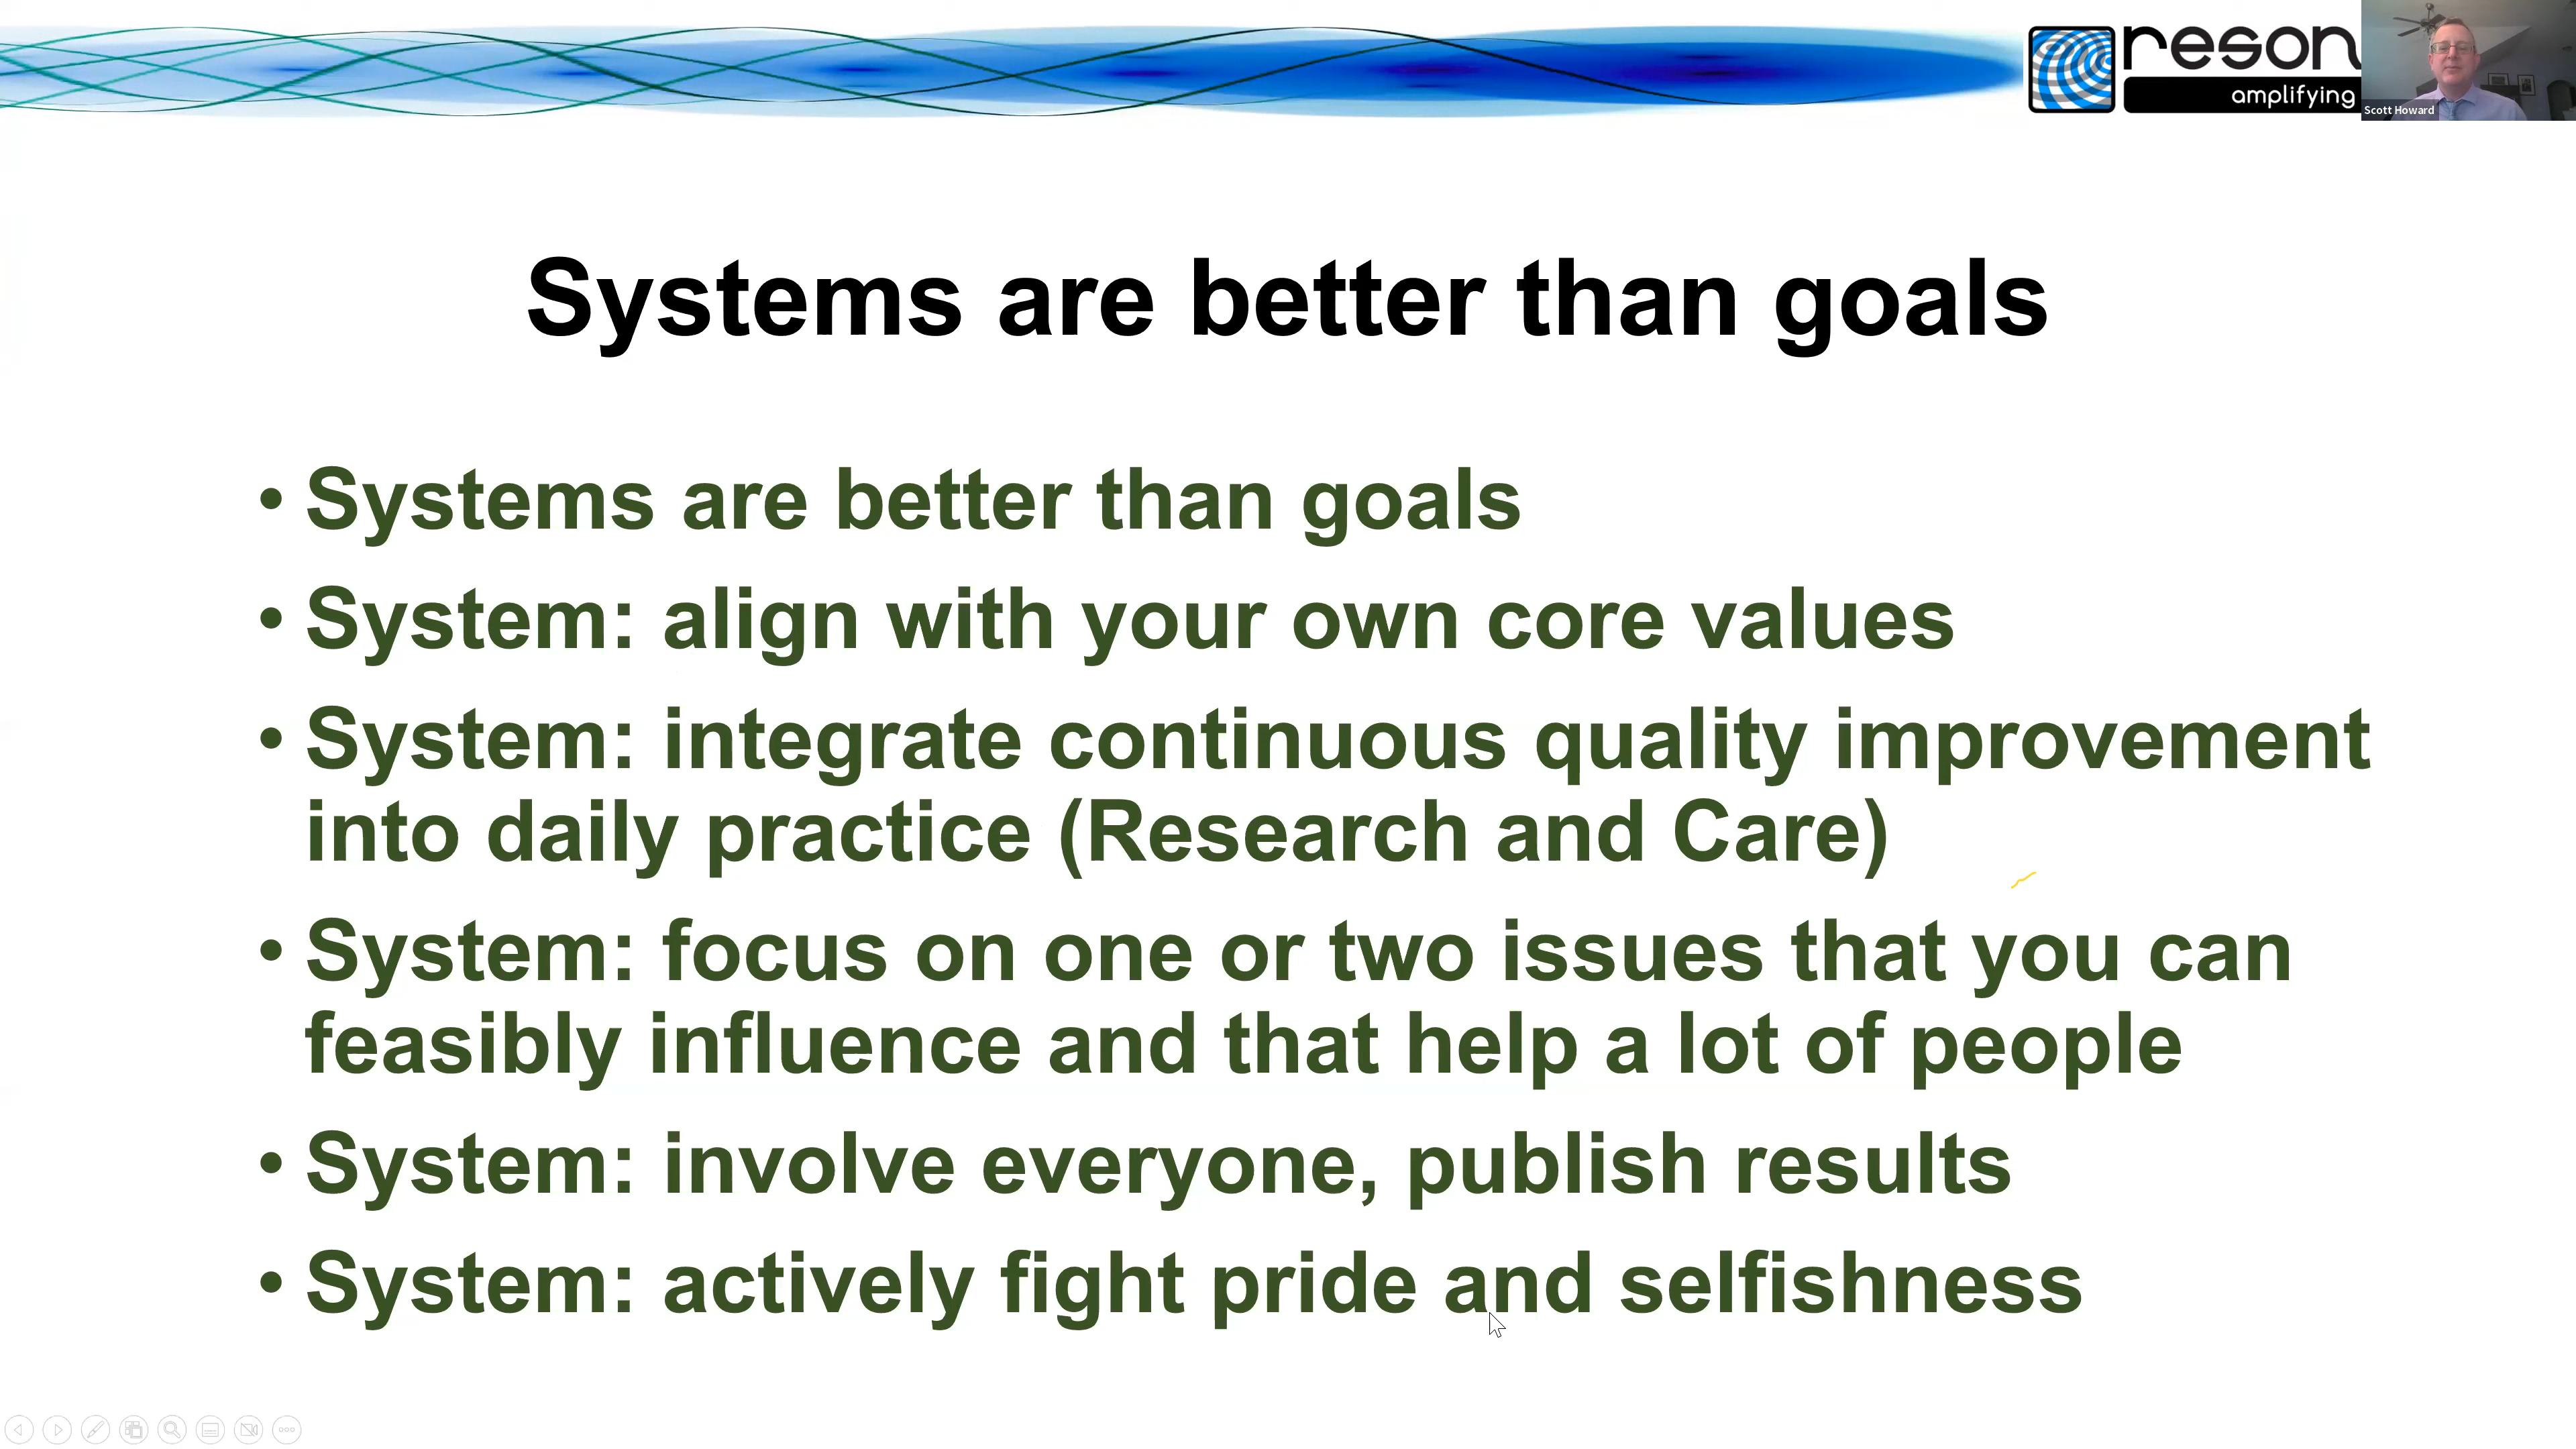 reson
amplifying
Scott Howard
Systems are better than goals
• Systems are better than goals
• System: align with your own core values
• System: integrate continuous quality improvement
into daily practice (Research and Care)
• System: focus on one or two issues that you can
feasibly influence and that help a lot of people
• System: involve everyone, publish results
• System: actively fight pride and selfishness